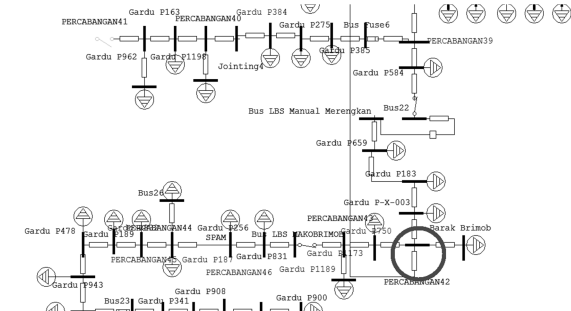 Gardu P163
PERCABANGAN41
PERCABANGAN40
Gardu P384
Gardu P275
Bus Fuse6
PERCABANGAN39
Gardu P962
Gardu P1198
Gardu P385
Jointing4
Gardu P584
Bus LBS Manual Merengkan
Bus22
Gardu P659
Gardu P183
Bus26
Gardu P-X-003
PERCABANGAN43
Gardu P478
Gardu P189
PERCABANGAN44
Gardu P256
Bus LBS MAKOBRIMOB
Gardu P750
Barak Brimob
SPAM
PERCABANGAN45
Gardu P187
Gardu P831
PERCABANGAN46
Gardu P1189
Gardu P943
PERCABANGAN42
Gardu P908
Bus23
Gardu P341
Gardu P900